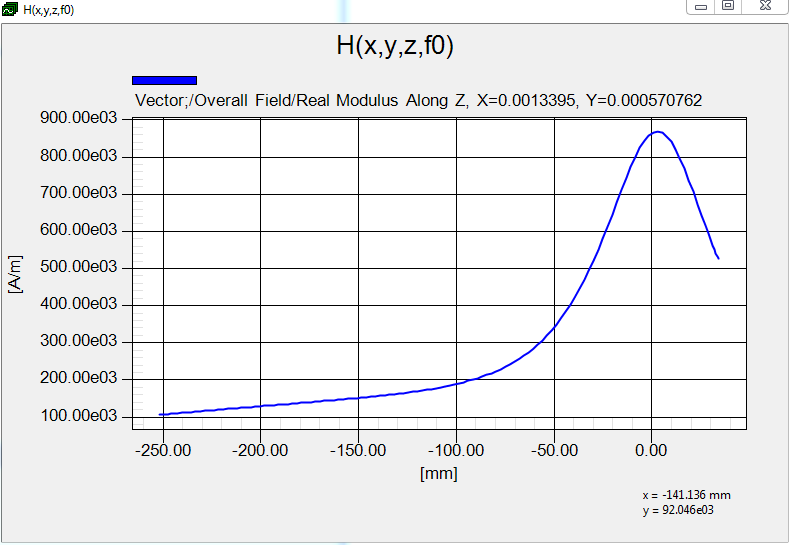 H(x,y,z,f0)
H(x,y,z,f0)
Vector;/Overall Field/Real Modulus Along Z, X=0.0013395, Y=0.000570762
900.00e03
800.00e03
700.00e03
600.00e03
500.00e03
400.00e03
300.00e03
200.00e03
100.00e03
[A/m]
-250.00 -200.00 -150.00 -100.00 -50.00 0.00
[mm]
x = -141.136 mm
y = 92.046e03